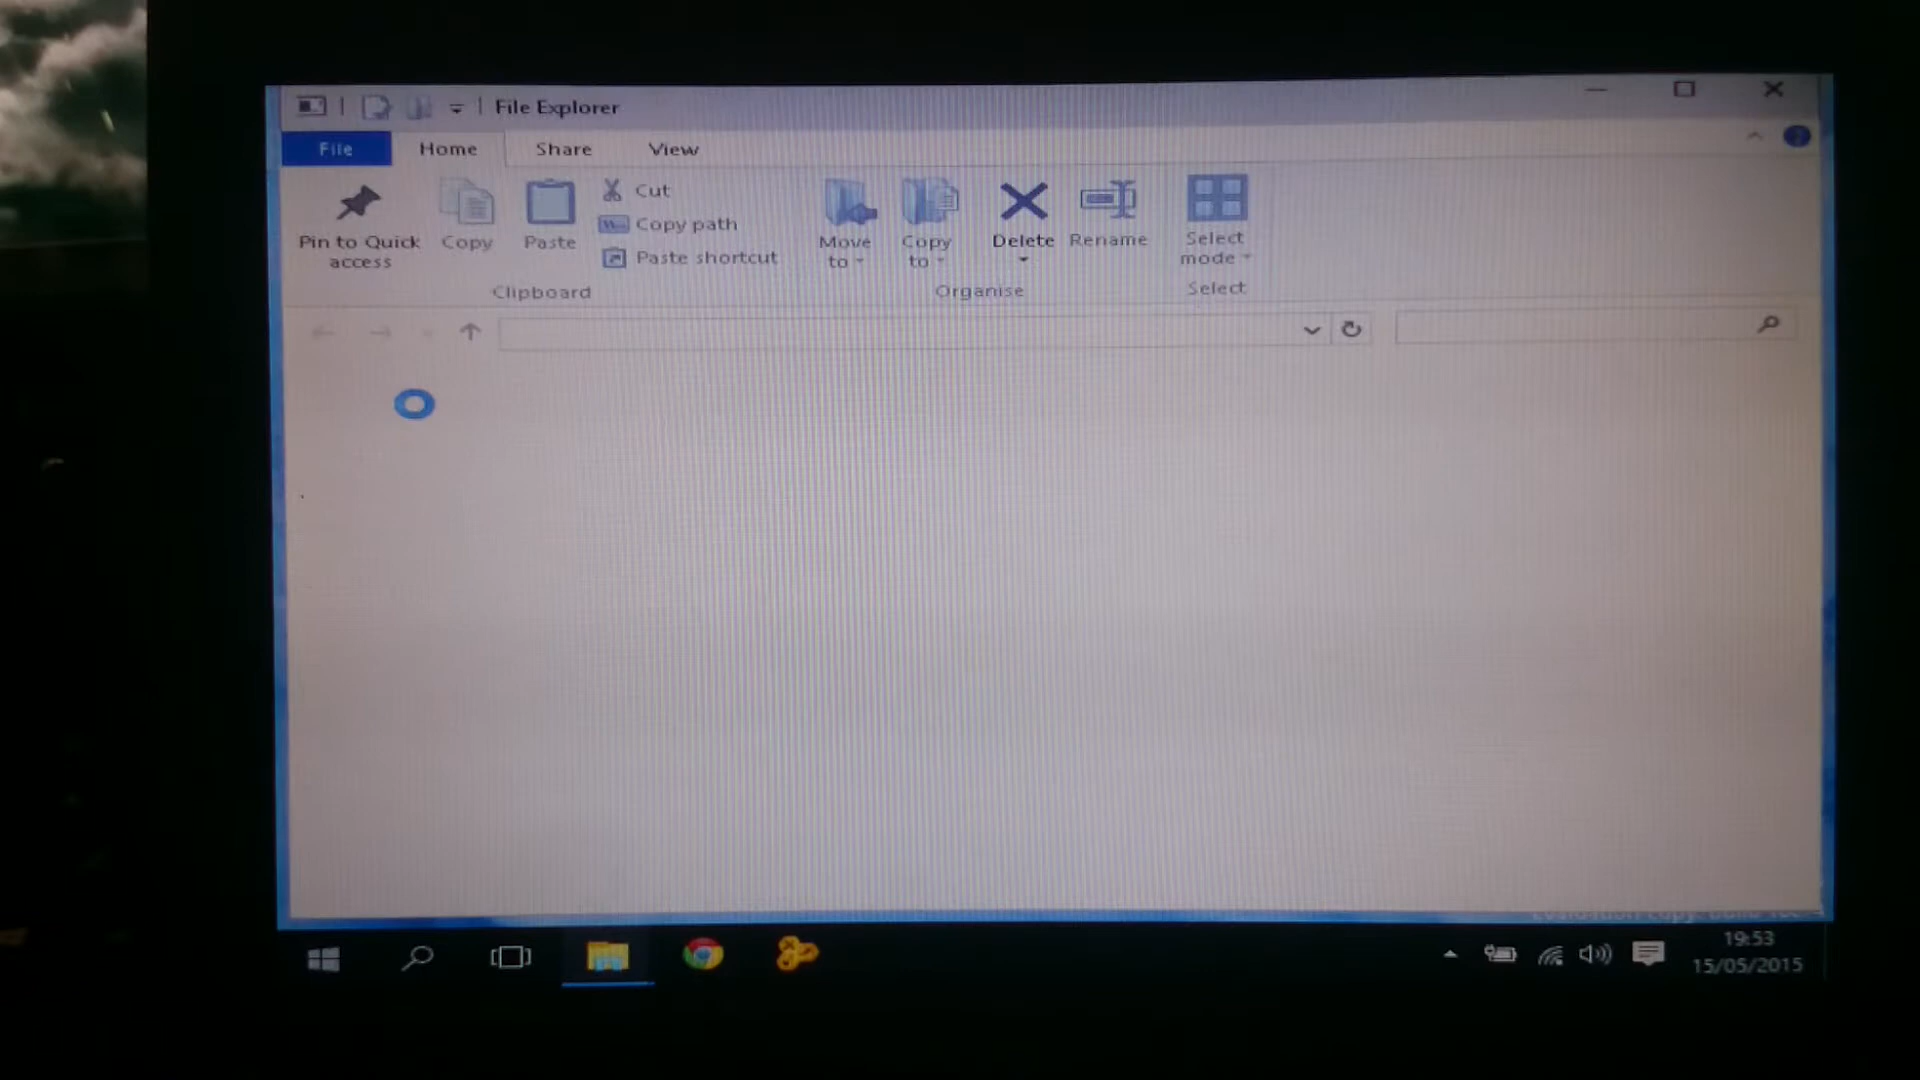 File Explorer
File Home Share View
Pin to Quick access
Copy
Paste
Cut
Copy path
Paste shortcut
Move to
Copy to
Delete
Rename
Select mode
Clipboard Organise Select
19:53
15/05/2015